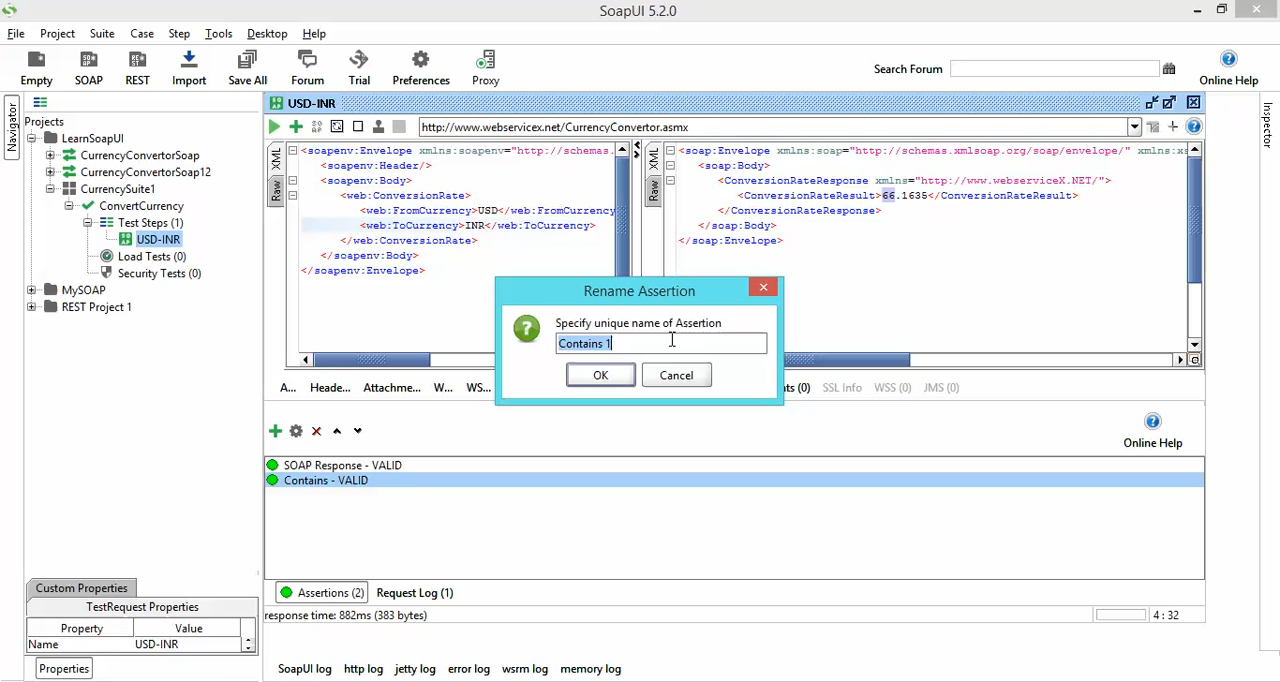 SoapUI 5.2.0
File Project Suite Case Step Tools Desktop Help
Empty SOAP REST Import Save All Forum Trial Preferences Proxy
Search Forum
Online Help
Navigator
Inspector
Projects
LearnSoapUI
CurrencyConvertorSoap
CurrencyConvertorSoap12
CurrencySuite1
ConvertCurrency
Test Steps (1)
USD-INR
Load Tests (0)
Security Tests (0)
MySOAP
REST Project 1
USD-INR
http://www.webservicex.net/CurrencyConvertor.asmx
XML
Raw
<soapenv:Envelope xmlns:soapenv="http://schemas.
<soapenv:Header/>
<soapenv:Body>
<web:ConversionRate>
<web:FromCurrency>USD</web:FromCurrency
<web:ToCurrency>INR</web:ToCurrency>
</web:ConversionRate>
</soapenv:Body>
</soapenv:Envelope>
XML
Raw
<soap:Envelope xmlns:soap="http://schemas.xmlsoap.org/soap/envelope/" xmlns:xs
<soap:Body>
<ConversionRateResponse xmlns="http://www.webserviceX.NET/">
<ConversionRateResult>66.1635</ConversionRateResult>
</ConversionRateResponse>
</soap:Body>
</soap:Envelope>
Rename Assertion
Specify unique name of Assertion
Contains 1
OK Cancel
A... Heade... Attachme... W... WS... ts (0) SSL Info WSS (0) JMS (0)
Online Help
SOAP Response - VALID
Contains - VALID
Assertions (2) Request Log (1)
response time: 882ms (383 bytes)
4 : 32
Custom Properties
TestRequest Properties
Property Value
Name USD-INR
Properties
SoapUI log http log jetty log error log wsrm log memory log